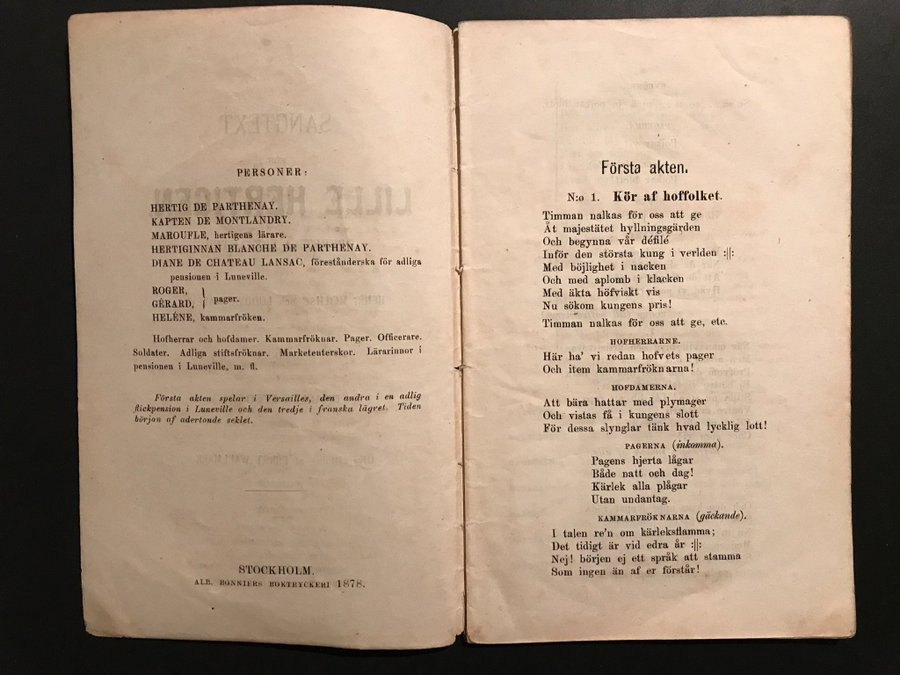 PERSONER:
HERTIG DE PARTHENAY.
KAPTEN DE MONTLANDRY.
MAROUFLE, hertigens lärare.
HERTIGINNAN BLANCHE DE PARTHENAY.
DIANE DE CHATEAU LANSAC, föreståndersка för adliga
pensionen i Luneville.
ROGER,
GÉRARD, } pager.
HELÉNE, kammarfröken.
Hofherrar och hofdamer. Kammarfröknar. Pager. Officerare.
Soldater. Adliga stiftsfröknar. Marketenterskor. Lärarinnor i
pensionen i Luneville, m. fl.
Första akten spelar i Versailles, den andra i en adlig
flickpension i Luneville och den tredje i franska lägret. Tiden
början af adertonde seklet.
STOCKHOLM.
ALB. BONNIERS BOKTRYCKERI 1878.
Första akten.
N:o 1. Kör af hoffolket.
Timman nalkas för oss att ge
Åt majestätet hyllningsgärden
Och begynna vår défilé
Inför den största kung i verlden :||:
Med böjlighet i nacken
Och med aplomb i klacken
Med äkta höfviskt vis
Nu sökom kungens pris!
Timman nalkas för oss att ge, etc.
HOFHERRARNE.
Här ha' vi redan hofvets pager
Och item kammarfröknarna!
HOFDAMERNA.
Att bära hattar med plymager
Och vistas få i kungens slott
För dessa slynglar tänk hvad lycklig lott!
PAGERNA (inkomma).
Pagens hjerta lågar
Både natt och dag!
Kärlek alla plågar
Utan undantag.
KAMMARFRÖKNARNA (gäckande).
I talen re'n om kärleksflamma;
Det tidigt är vid edra år :||:
Nej! börjen ej ett språk att stamma
Som ingen än af er förstår!
SANGTEXT
LILLE HERTIGEN